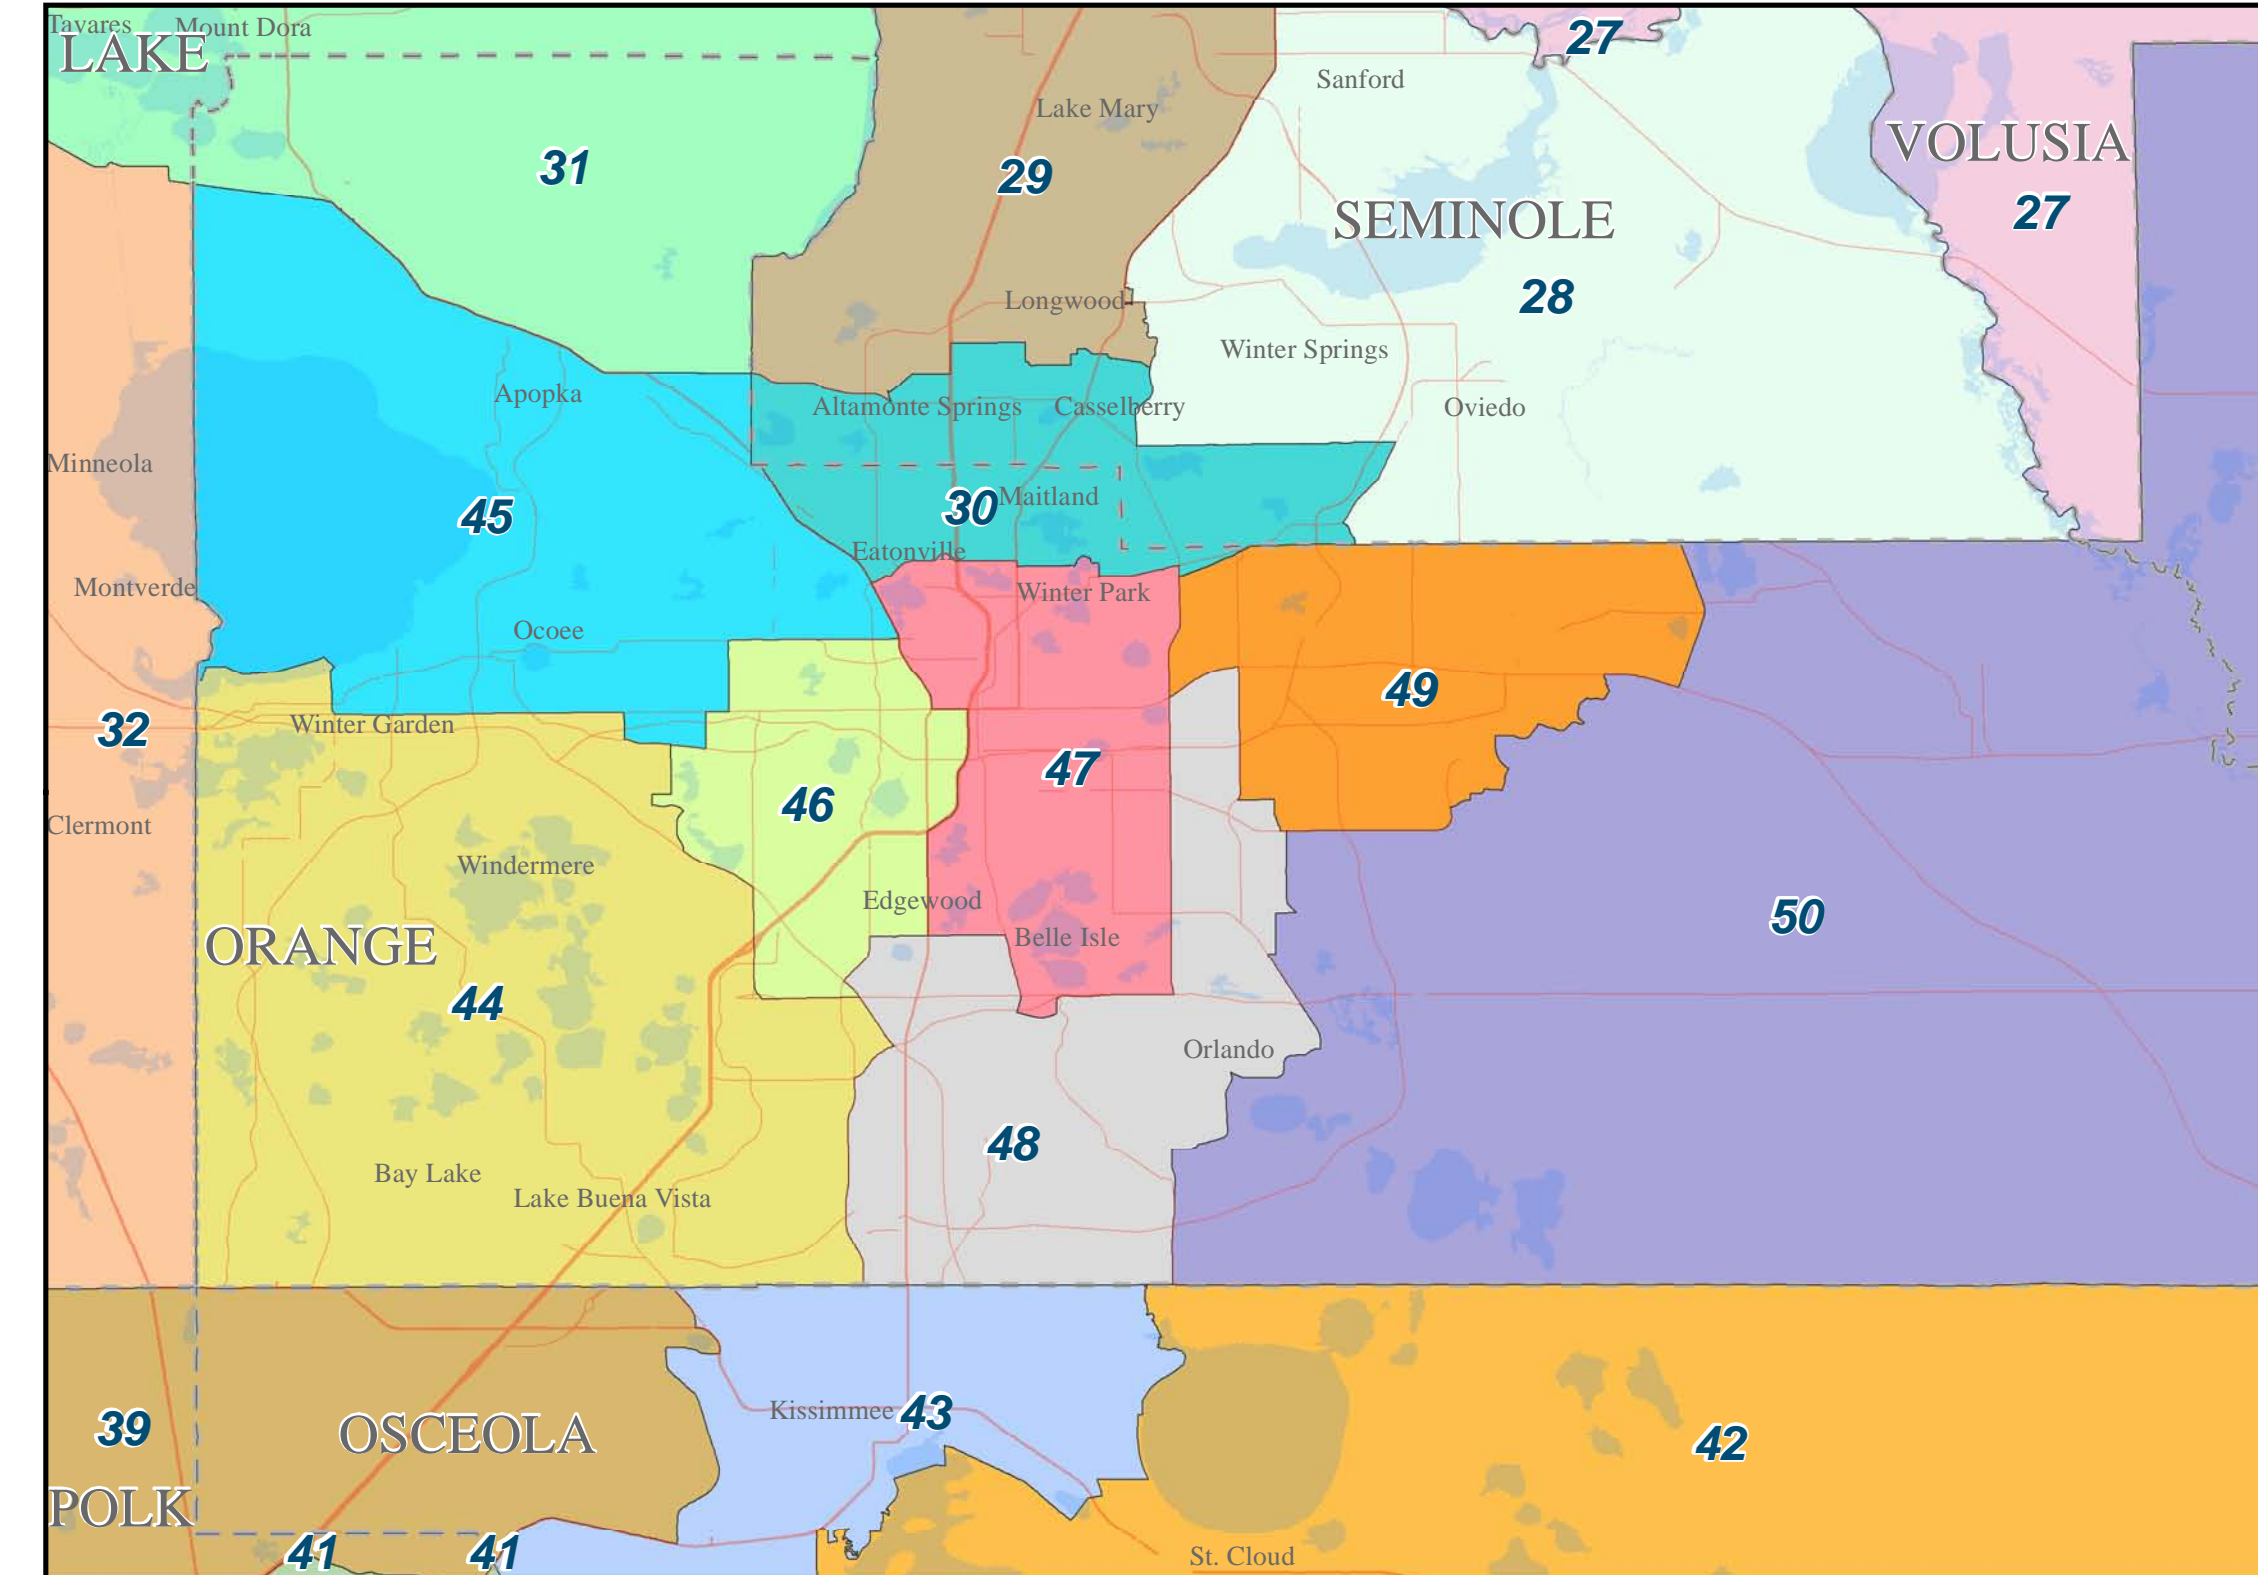 Tavares
Mount Dora
LAKE
27
Sanford
Lake Mary
VOLUSIA
31
29
27
SEMINOLE
28
Longwood
Winter Springs
Apopka
Altamonte Springs
Casselberry
Oviedo
Minneola
45
30
Maitland
Eatonville
Montverde
Winter Park
Ocoee
49
32
Winter Garden
47
46
Clermont
Windermere
Edgewood
50
ORANGE
Belle Isle
44
Orlando
48
Bay Lake
Lake Buena Vista
39
OSCEOLA
Kissimmee
43
42
POLK
41
41
St. Cloud